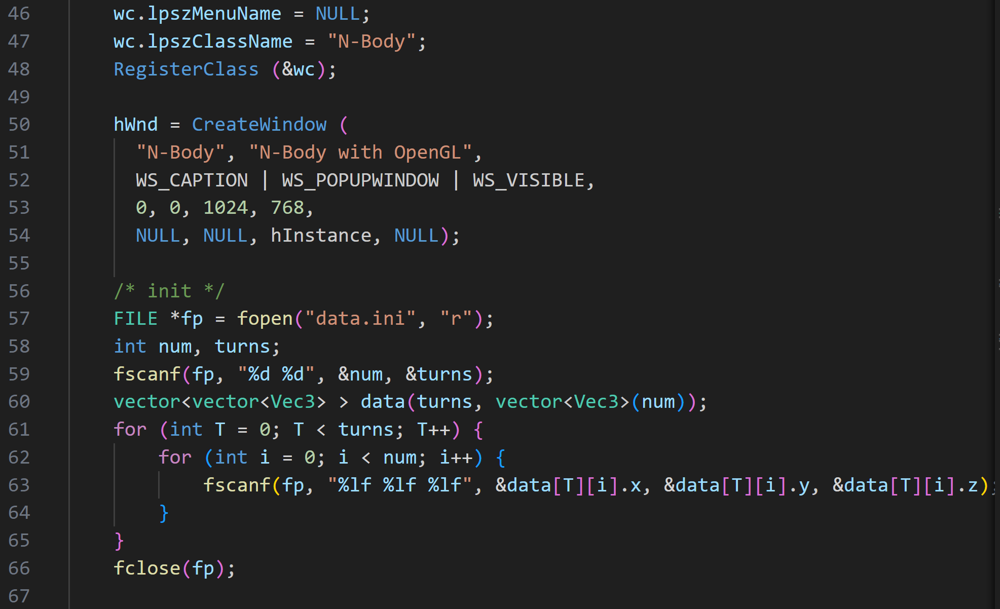 46 wc.lpszMenuName = NULL;
47 wc.lpszClassName = "N-Body";
48 RegisterClass (&wc);
49
50 hWnd = CreateWindow (
51 "N-Body", "N-Body with OpenGL",
52 WS_CAPTION | WS_POPUPWINDOW | WS_VISIBLE,
53 0, 0, 1024, 768,
54 NULL, NULL, hInstance, NULL);
55
56 /* init */
57 FILE *fp = fopen("data.ini", "r");
58 int num, turns;
59 fscanf(fp, "%d %d", &num, &turns);
60 vector<vector<Vec3> > data(turns, vector<Vec3>(num));
61 for (int T = 0; T < turns; T++) {
62 for (int i = 0; i < num; i++) {
63 fscanf(fp, "%lf %lf %lf", &data[T][i].x, &data[T][i].y, &data[T][i].z);
64 }
65 }
66 fclose(fp);
67